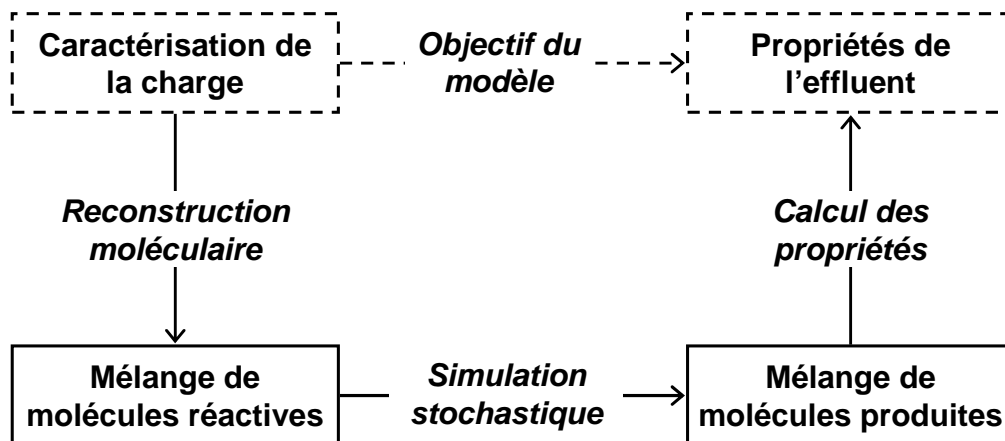 Caractérisation de
la charge
Objectif du
modèle
Propriétés de
l'effluent
Reconstruction
moléculaire
Calcul des
propriétés
Mélange de
molécules réactives
Simulation
stochastique
Mélange de
molécules produites